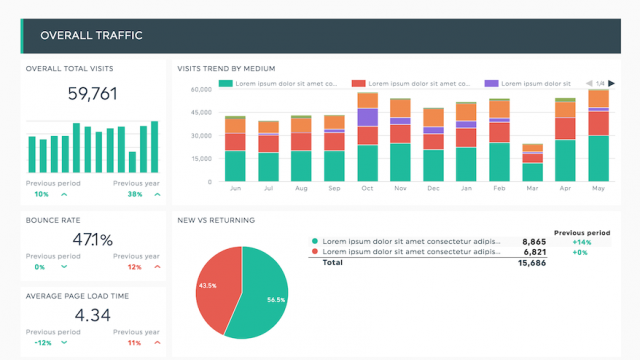 OVERALL TRAFFIC
OVERALL TOTAL VISITS
59,761
Previous period
Previous year
10%
38%
VISITS TREND BY MEDIUM
Lorem ipsum dolor sit amet co...
Lorem ipsum dolor sit amet co...
Lorem ipsum dolor sit
60,000
45,000
30,000
15,000
0
Jun Jul Aug Sep Oct Nov Dec Jan Feb Mar Apr May
BOUNCE RATE
47.1%
Previous period
Previous year
0%
12%
AVERAGE PAGE LOAD TIME
4.34
Previous period
Previous year
-12%
11%
NEW VS RETURNING
43.5%
56.5%
Previous period
Lorem ipsum dolor sit amet consectetur adipis... 8,865 +14%
Lorem ipsum dolor sit amet consectetur adipis... 6,821 +0%
Total 15,686